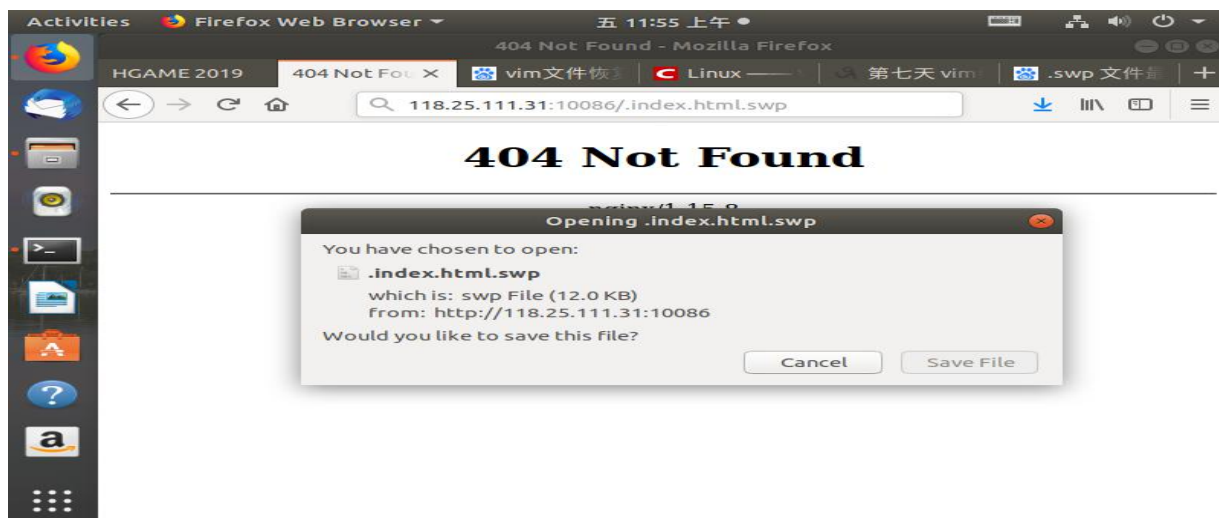 Activities Firefox Web Browser 五 11:55 上午
404 Not Found - Mozilla Firefox
HGAME 2019 404 Not Fou vim文件恢 Linux —— 第七天 vim .swp 文件
118.25.111.31:10086/.index.html.swp
404 Not Found
nginx/1.15.8
Opening .index.html.swp
You have chosen to open:
.index.html.swp
which is: swp File (12.0 KB)
from: http://118.25.111.31:10086
Would you like to save this file?
Cancel Save File